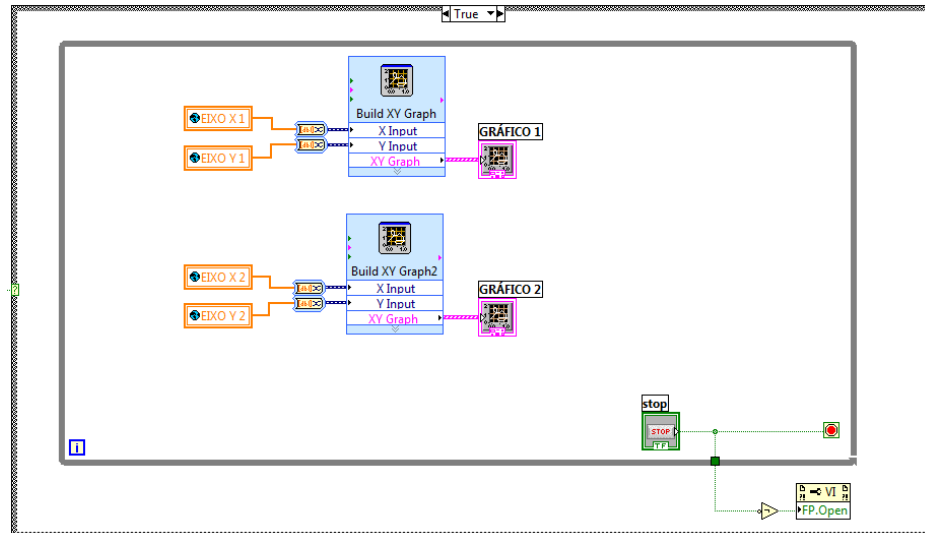 True
Build XY Graph
EIXO X 1
X Input
GRÁFICO 1
Y Input
EIXO Y 1
XY Graph
Build XY Graph2
EIXO X 2
X Input
GRÁFICO 2
Y Input
EIXO Y 2
XY Graph
stop
STOP
TF
i
VI
FP.Open
?